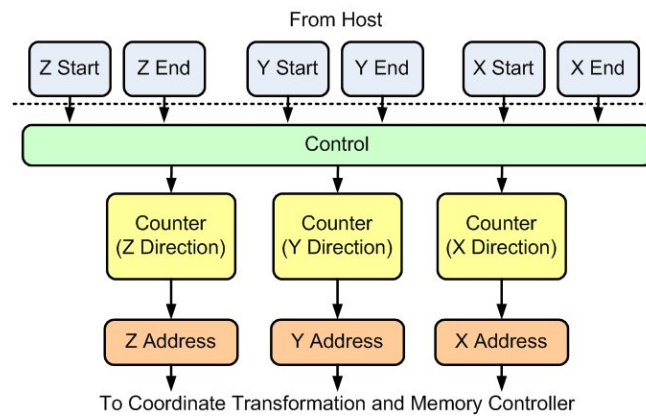 From Host
Z Start Z End Y Start Y End X Start X End
Control
Counter Counter Counter
(Z Direction) (Y Direction) (X Direction)
Z Address Y Address X Address
To Coordinate Transformation and Memory Controller